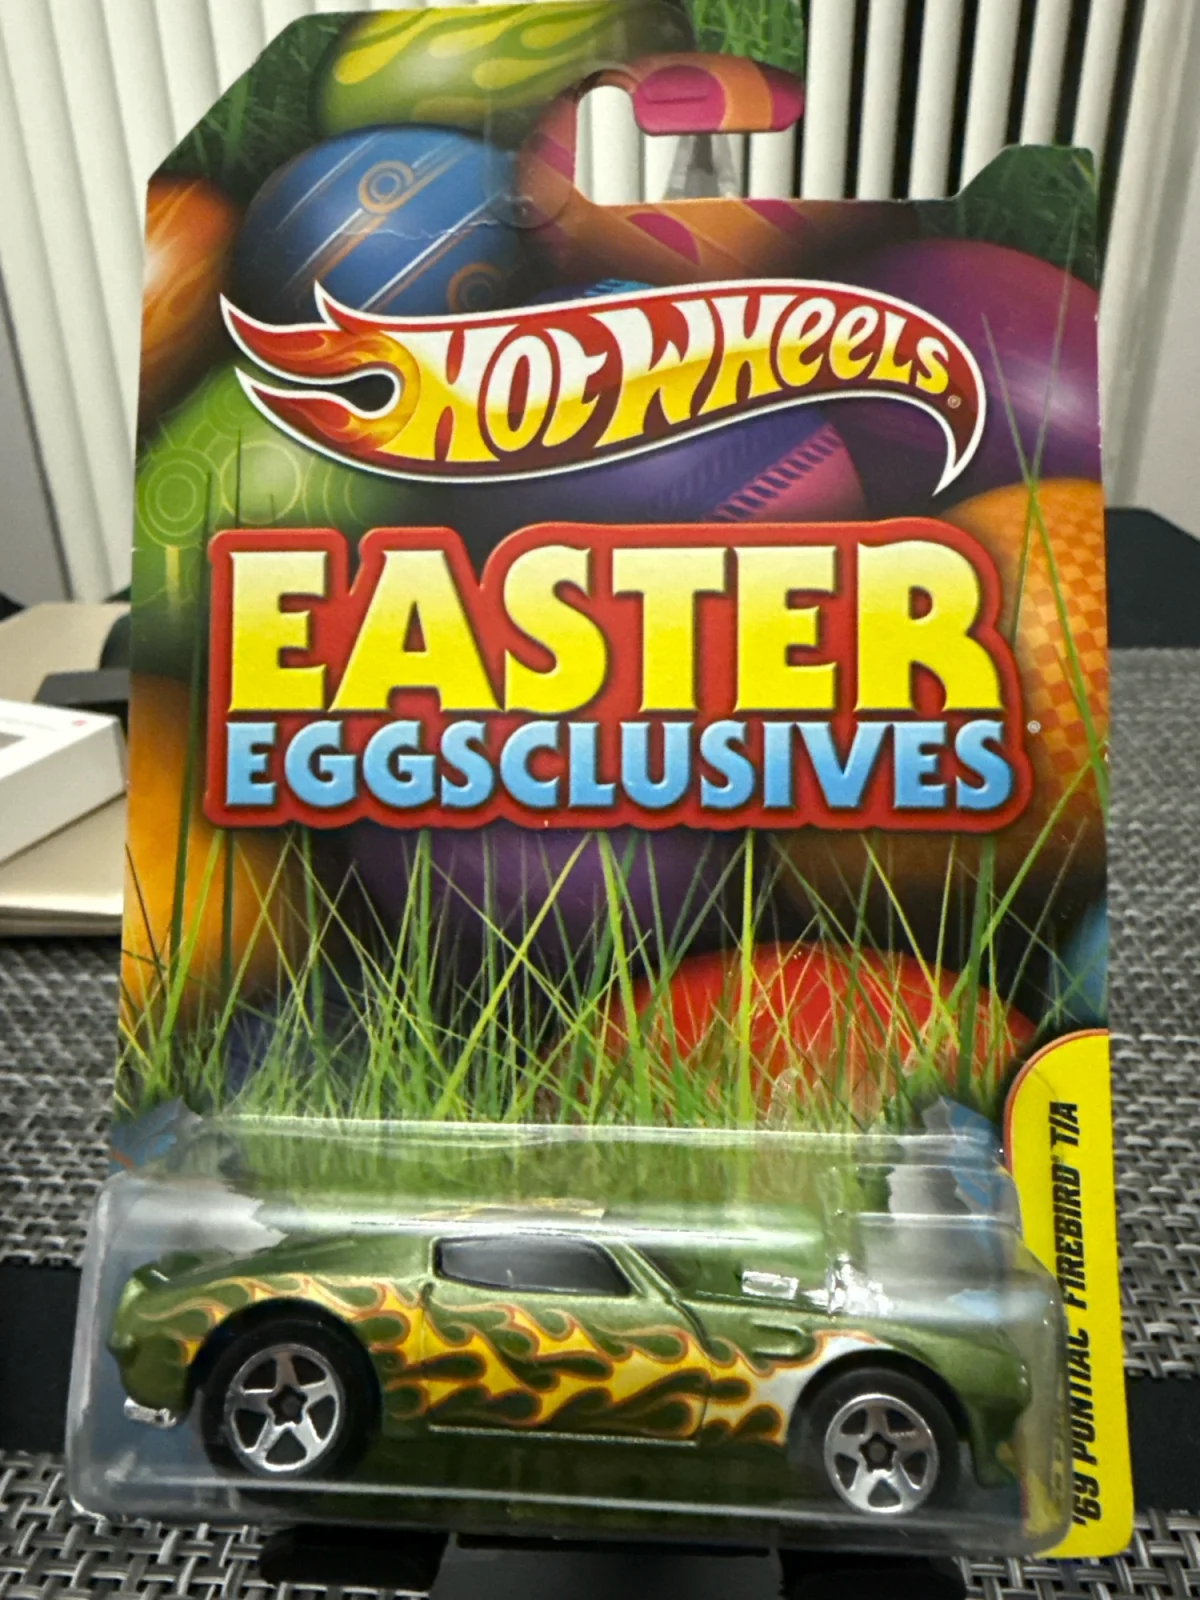 HOT WHEELS®
EASTER
EGGSCLUSIVES®
'69 PONTIAC® FIREBIRD® T/A